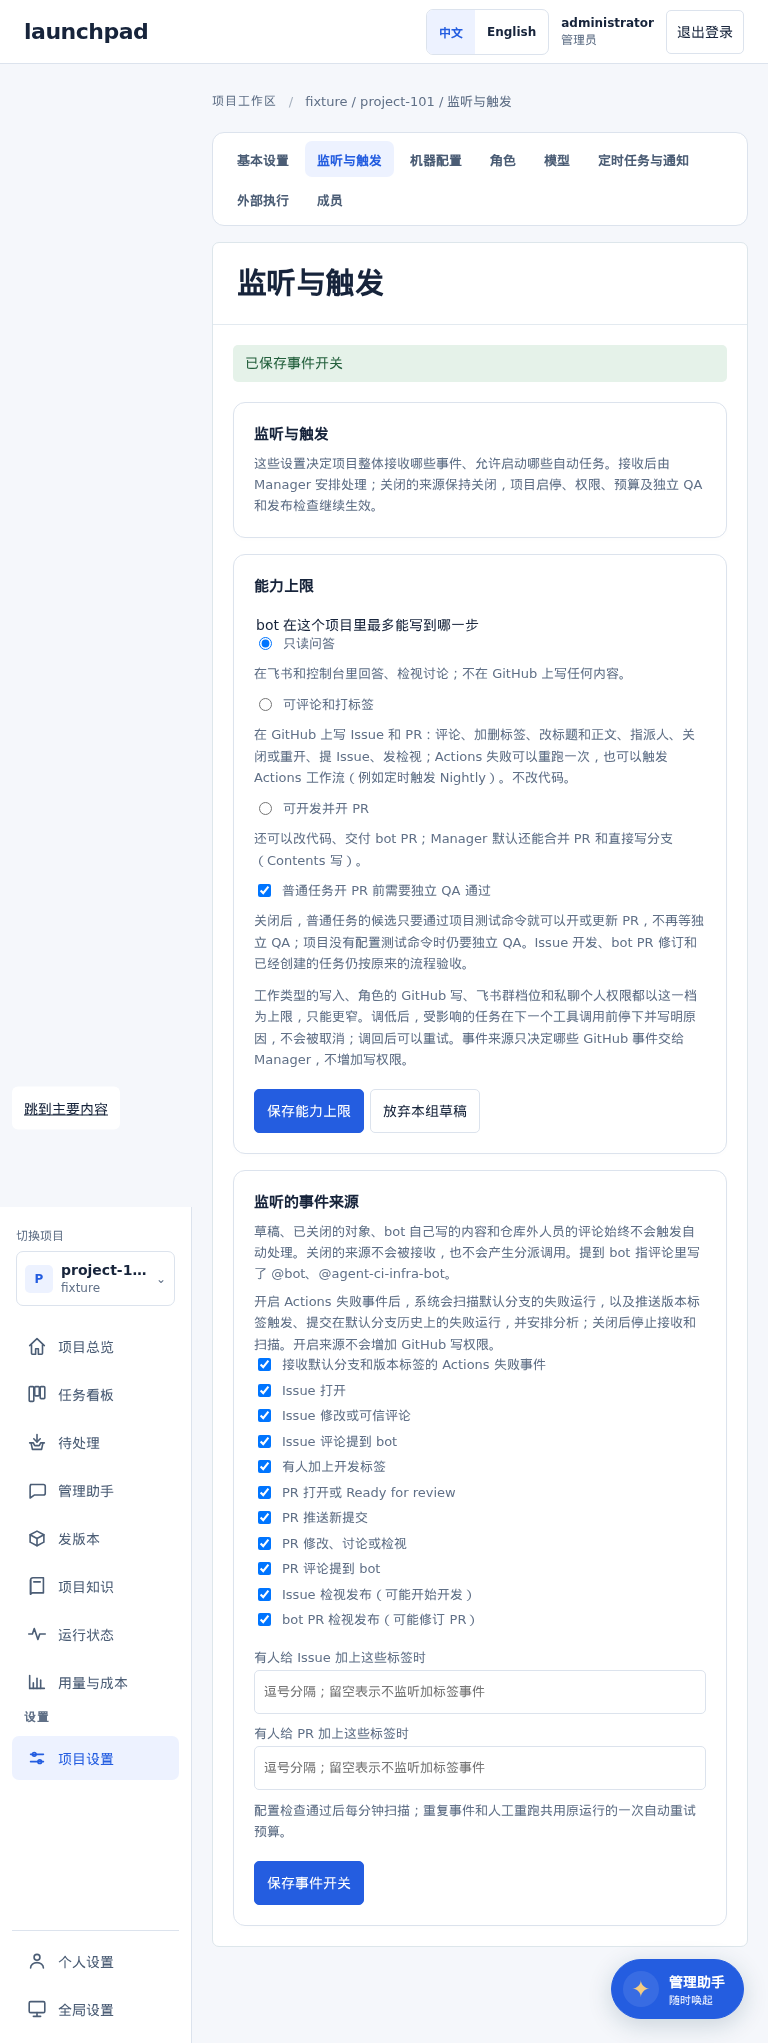 launchpad
中文 English
administrator
管理员
退出登录
项目工作区 / fixture / project-101 / 监听与触发
基本设置 监听与触发 机器配置 角色 模型 定时任务与通知
外部执行 成员
监听与触发
已保存事件开关
监听与触发
这些设置决定项目整体接收哪些事件、允许启动哪些自动任务。接收后由
Manager 安排处理；关闭的来源保持关闭，项目启停、权限、预算及独立 QA
和发布检查继续生效。
能力上限
bot 在这个项目里最多能写到哪一步
只读问答
在飞书和控制台里回答、检视讨论；不在 GitHub 上写任何内容。
可评论和打标签
在 GitHub 上写 Issue 和 PR：评论、加删标签、改标题和正文、指派人、关
闭或重开、提 Issue、发检视；Actions 失败可以重跑一次，也可以触发
Actions 工作流（例如定时触发 Nightly）。不改代码。
可开发并开 PR
还可以改代码、交付 bot PR；Manager 默认还能合并 PR 和直接写分支
（Contents 写）。
普通任务开 PR 前需要独立 QA 通过
关闭后，普通任务的候选只要通过项目测试命令就可以开或更新 PR，不再等独
立 QA；项目没有配置测试命令时仍要独立 QA。Issue 开发、bot PR 修订和
已经创建的任务仍按原来的流程验收。
工作类型的写入、角色的 GitHub 写、飞书群档位和私聊个人权限都以这一档
为上限，只能更窄。调低后，受影响的任务在下一个工具调用前停下并写明原
因，不会被取消；调回后可以重试。事件来源只决定哪些 GitHub 事件交给
Manager，不增加写权限。
保存能力上限 放弃本组草稿
监听的事件来源
草稿、已关闭的对象、bot 自己写的内容和仓库外人员的评论始终不会触发自
动处理。关闭的来源不会被接收，也不会产生分派调用。提到 bot 指评论里写
了 @bot、@agent-ci-infra-bot。
开启 Actions 失败事件后，系统会扫描默认分支的失败运行，以及推送版本标
签触发、提交在默认分支历史上的失败运行，并安排分析；关闭后停止接收和
扫描。开启来源不会增加 GitHub 写权限。
接收默认分支和版本标签的 Actions 失败事件
Issue 打开
Issue 修改或可信评论
Issue 评论提到 bot
有人加上开发标签
PR 打开或 Ready for review
PR 推送新提交
PR 修改、讨论或检视
PR 评论提到 bot
Issue 检视发布（可能开始开发）
bot PR 检视发布（可能修订 PR）
有人给 Issue 加上这些标签时
逗号分隔；留空表示不监听加标签事件
有人给 PR 加上这些标签时
逗号分隔；留空表示不监听加标签事件
配置检查通过后每分钟扫描；重复事件和人工重跑共用原运行的一次自动重试
预算。
保存事件开关
跳到主要内容
切换项目
P project-1...
fixture
项目总览
任务看板
待处理
管理助手
发版本
项目知识
运行状态
用量与成本
设置
项目设置
个人设置
全局设置
管理助手
随时唤起